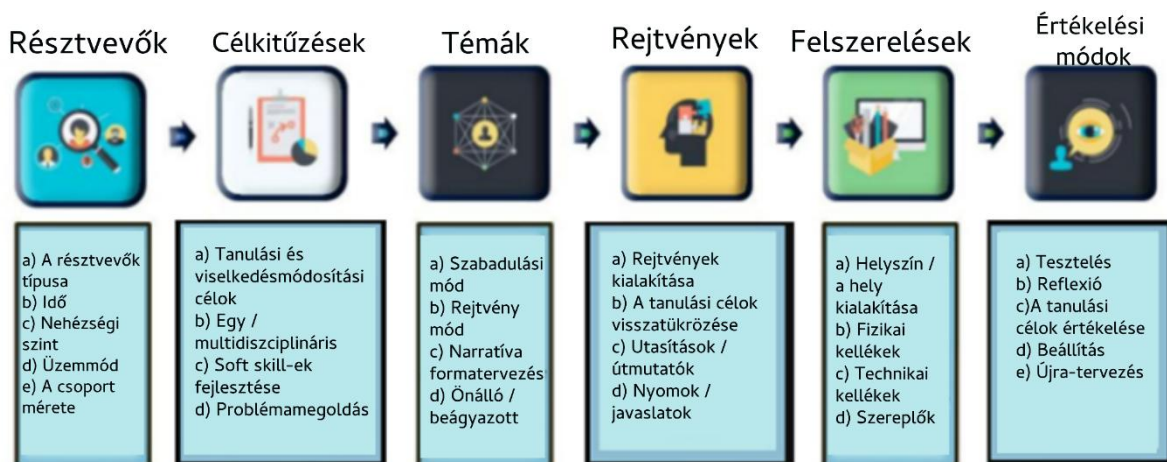 Résztvevők
Célkitűzések
Témák
Rejtvények
Felszerelések
Értékelési
módok
a) A résztvevők
típusa
b) Idő
c) Nehézségi
szint
d) Üzemmód
e) A csoport
mérete
a) Tanulási és
viselkedésmódosítási
célok
b) Egy /
multidiszciplináris
c) Soft skill-ek
fejlesztése
d) Problémamegoldás
a) Szabadulási
mód
b) Rejtvény
mód
c) Narratíva
formatervezés
d) Önálló /
beágyazott
a) Rejtvények
kialakítása
b) A tanulási célok
visszatükrözése
c) Utasítások /
útmutatók
d) Nyomok /
javaslatok
a) Helyszín /
a hely
kialakítása
b) Fizikai
kellékek
c) Technikai
kellékek
d) Szereplők
a) Tesztelés
b) Reflexió
c)A tanulási
célok értékelése
d) Beállítás
e) Újra-tervezés